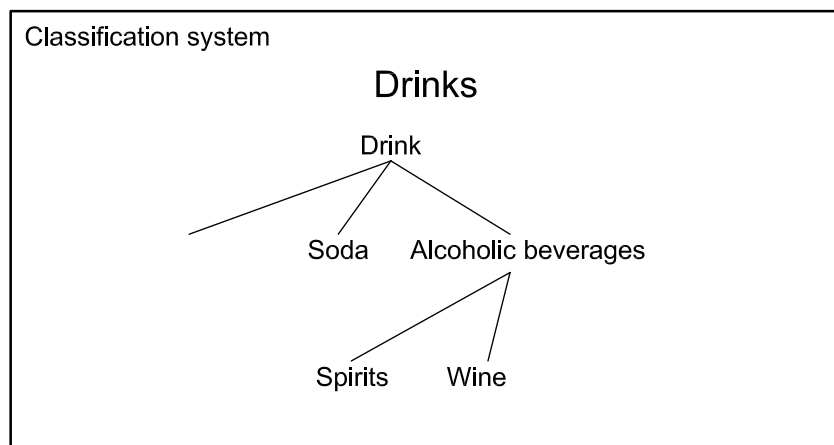 Classification system
Drinks
Drink
Soda Alcoholic beverages
Spirits Wine